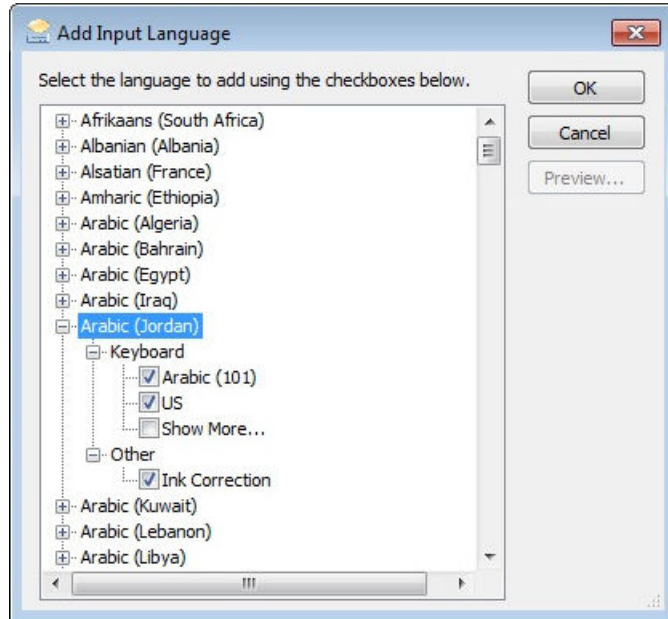 Add Input Language
Select the language to add using the checkboxes below.
OK
Cancel
Preview...
Afrikaans (South Africa)
Albanian (Albania)
Alsatian (France)
Amharic (Ethiopia)
Arabic (Algeria)
Arabic (Bahrain)
Arabic (Egypt)
Arabic (Iraq)
Arabic (Jordan)
Keyboard
Arabic (101)
US
Show More...
Other
Ink Correction
Arabic (Kuwait)
Arabic (Lebanon)
Arabic (Libya)